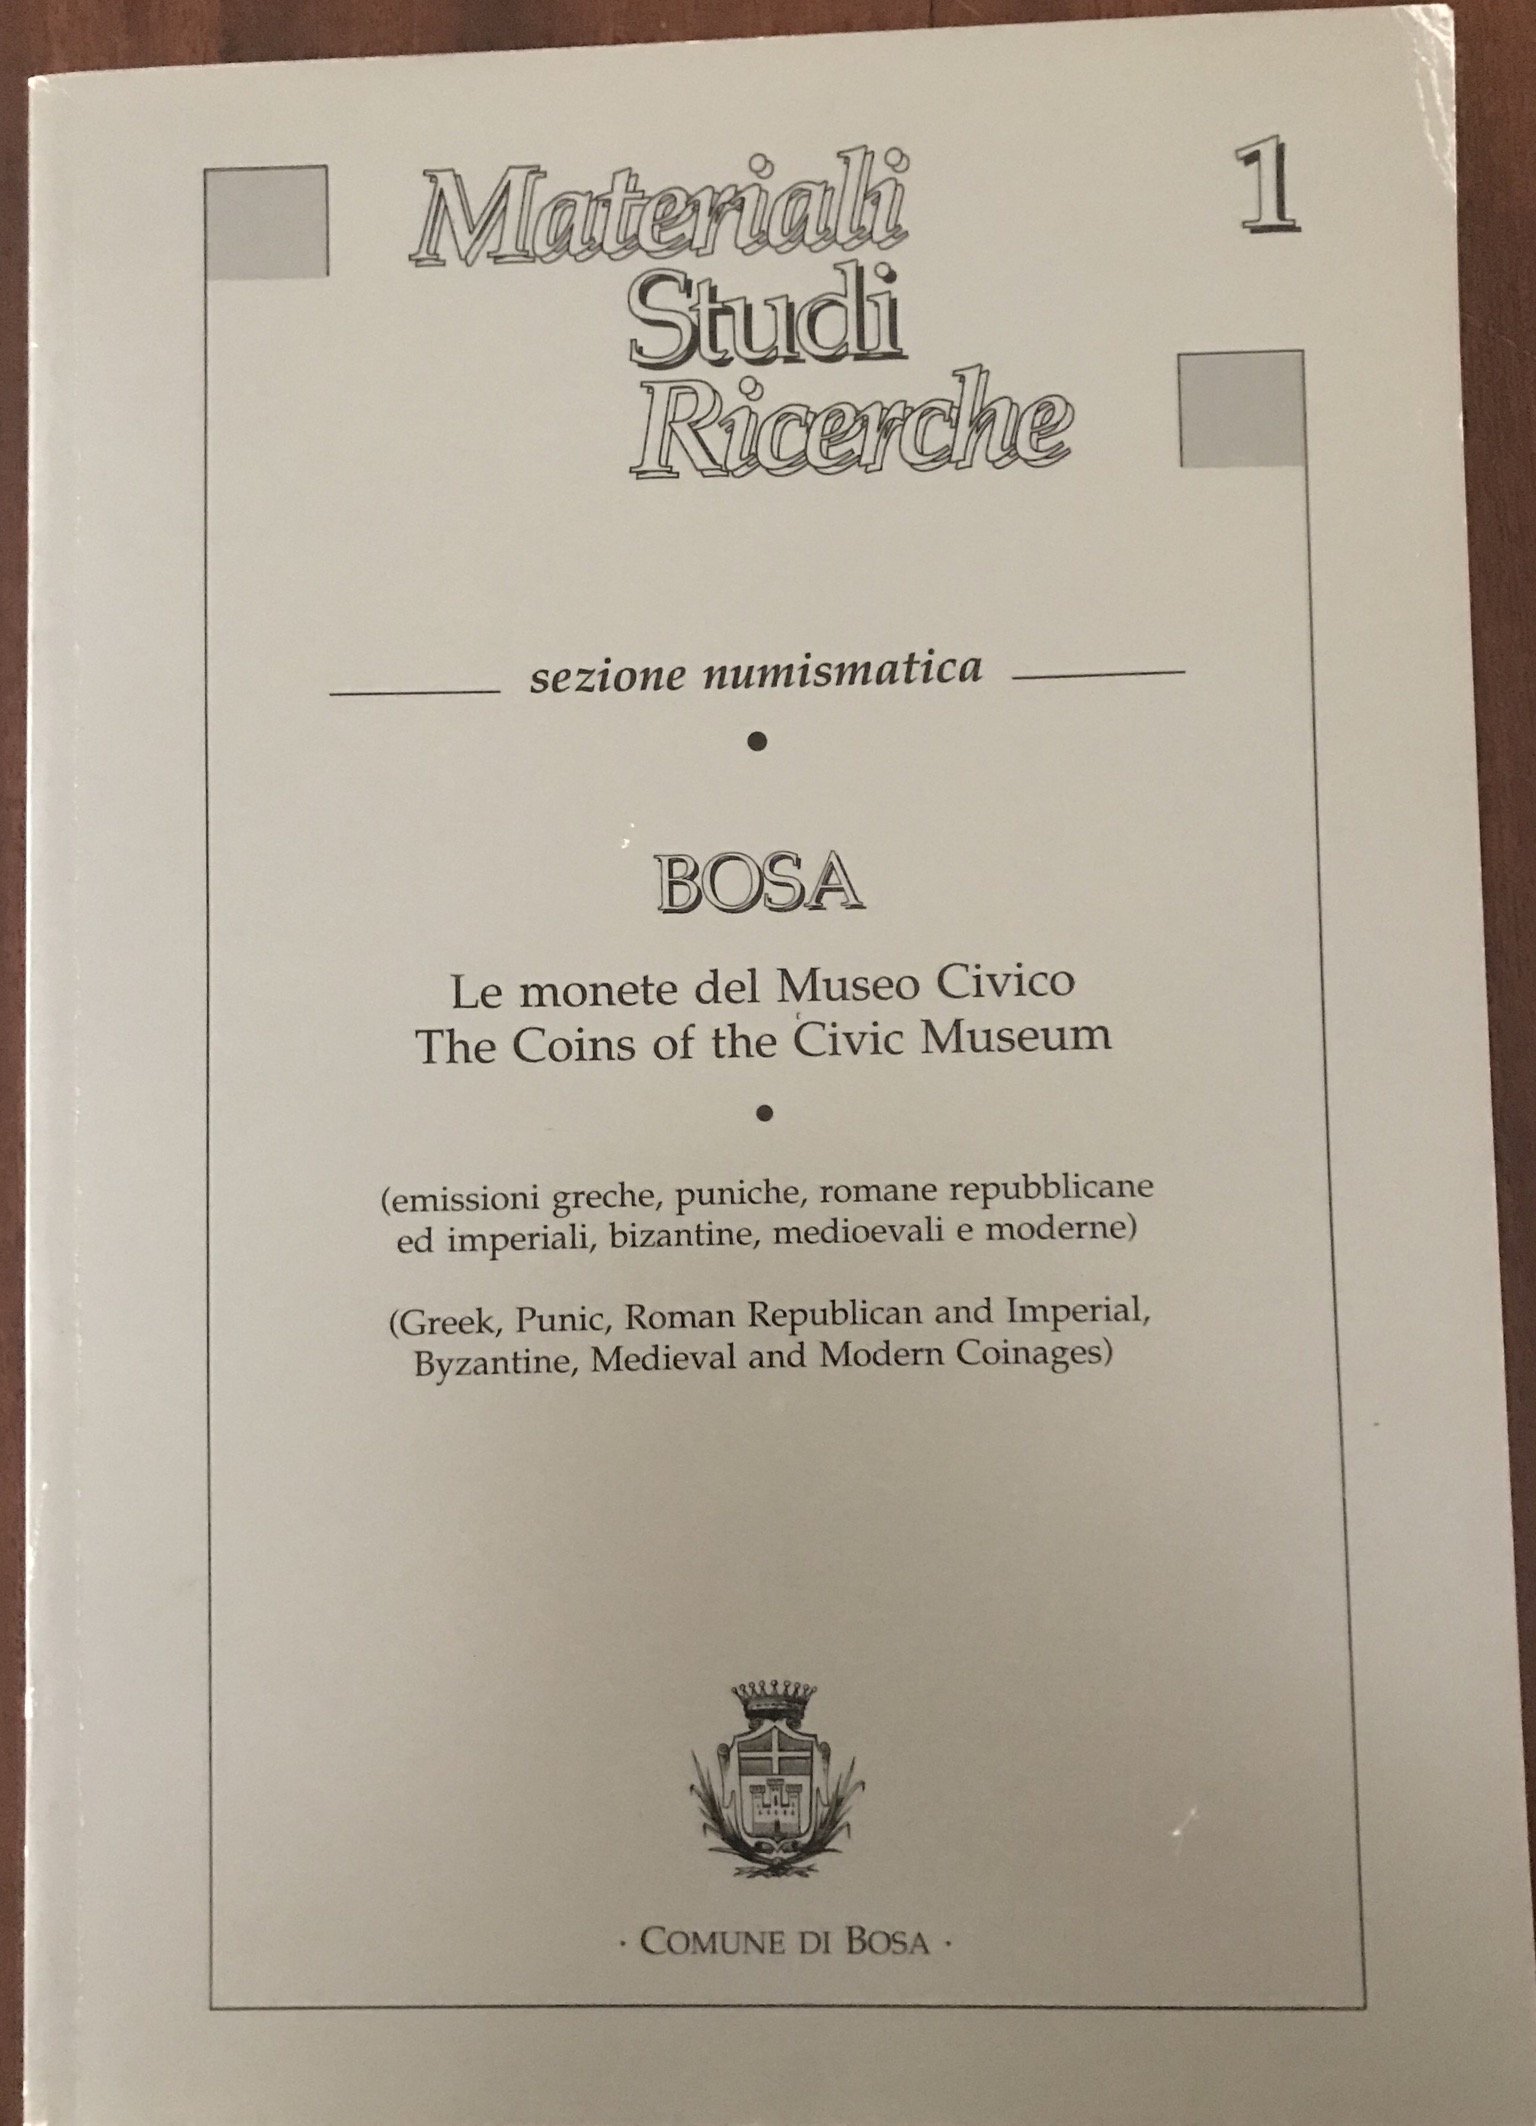 Materiali
1
Studi
Ricerche
sezione numismatica
•
BOSA
Le monete del Museo Civico
The Coins of the Civic Museum
•
(emissioni greche, puniche, romane repubblicane
ed imperiali, bizantine, medioevali e moderne)
(Greek, Punic, Roman Republican and Imperial,
Byzantine, Medieval and Modern Coinages)
· COMUNE DI BOSA ·